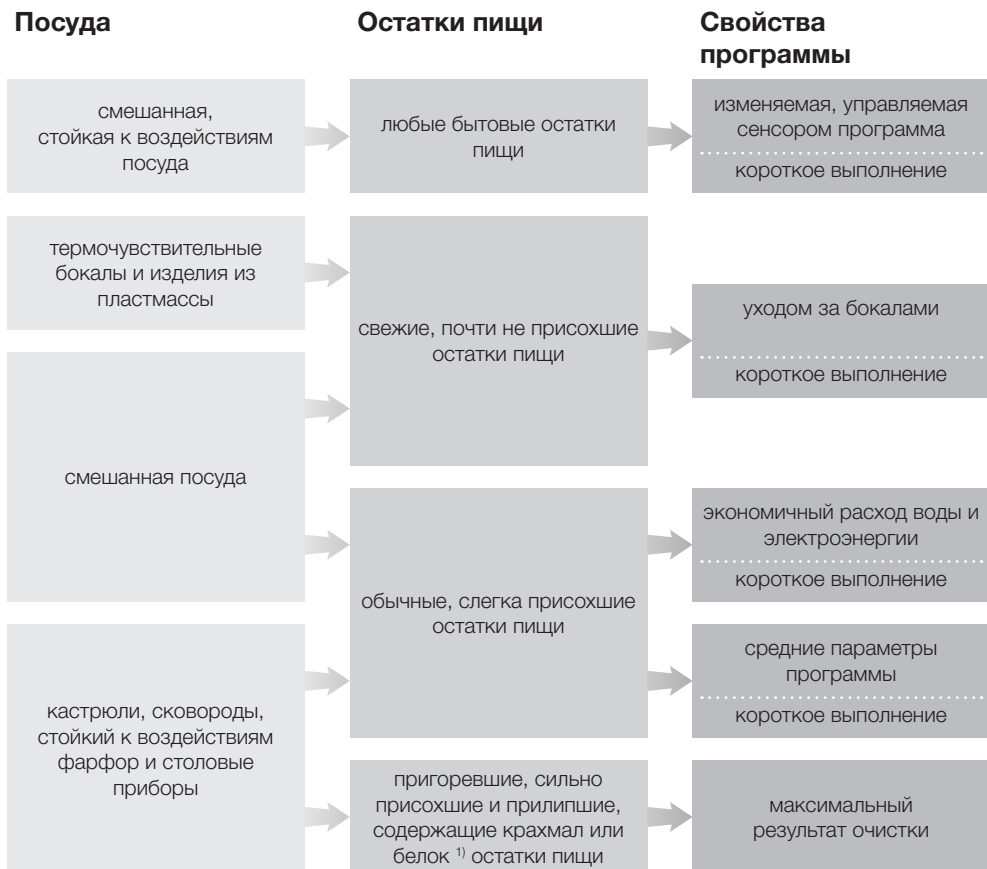 Посуда
Остатки пищи
Свойства
программы
смешанная,
стойкая к воздействиям
посуда
любые бытовые остатки
пищи
изменяемая, управляемая
сенсором программа
короткое выполнение
термочувствительные
бокалы и изделия из
пластмассы
свежие, почти не присохшие
остатки пищи
уходом за бокалами
короткое выполнение
смешанная посуда
обычные, слегка присохшие
остатки пищи
экономичный расход воды и
электроэнергии
короткое выполнение
средние параметры
программы
короткое выполнение
кастрюли, сковороды,
стойкий к воздействиям
фарфор и столовые
приборы
пригоревшие, сильно
присохшие и прилипшие,
содержащие крахмал или
белок 1) остатки пищи
максимальный
результат очистки